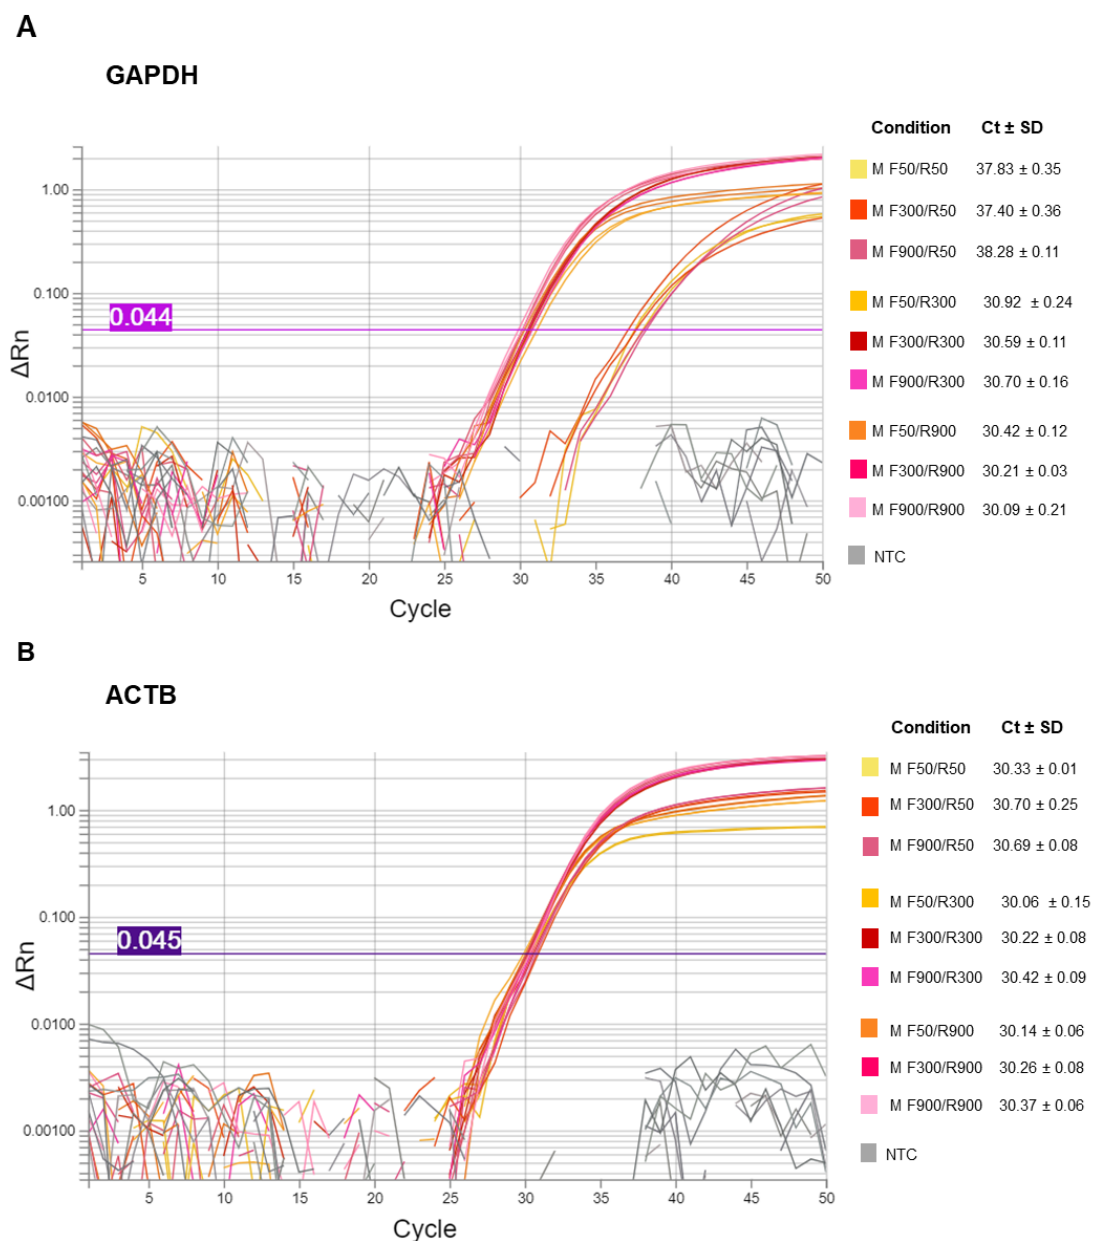 A
GAPDH
Condition Ct ± SD
M F50/R50 37.83 ± 0.35
M F300/R50 37.40 ± 0.36
M F900/R50 38.28 ± 0.11
M F50/R300 30.92 ± 0.24
M F300/R300 30.59 ± 0.11
M F900/R300 30.70 ± 0.16
M F50/R900 30.42 ± 0.12
M F300/R900 30.21 ± 0.03
M F900/R900 30.09 ± 0.21
NTC
1.00
0.100
0.044
ΔRn
0.0100
0.00100
5 10 15 20 25 30 35 40 45 50
Cycle
B
ACTB
Condition Ct ± SD
M F50/R50 30.33 ± 0.01
M F300/R50 30.70 ± 0.25
M F900/R50 30.69 ± 0.08
M F50/R300 30.06 ± 0.15
M F300/R300 30.22 ± 0.08
M F900/R300 30.42 ± 0.09
M F50/R900 30.14 ± 0.06
M F300/R900 30.26 ± 0.08
M F900/R900 30.37 ± 0.06
NTC
1.00
0.100
0.045
ΔRn
0.0100
0.00100
5 10 15 20 25 30 35 40 45 50
Cycle